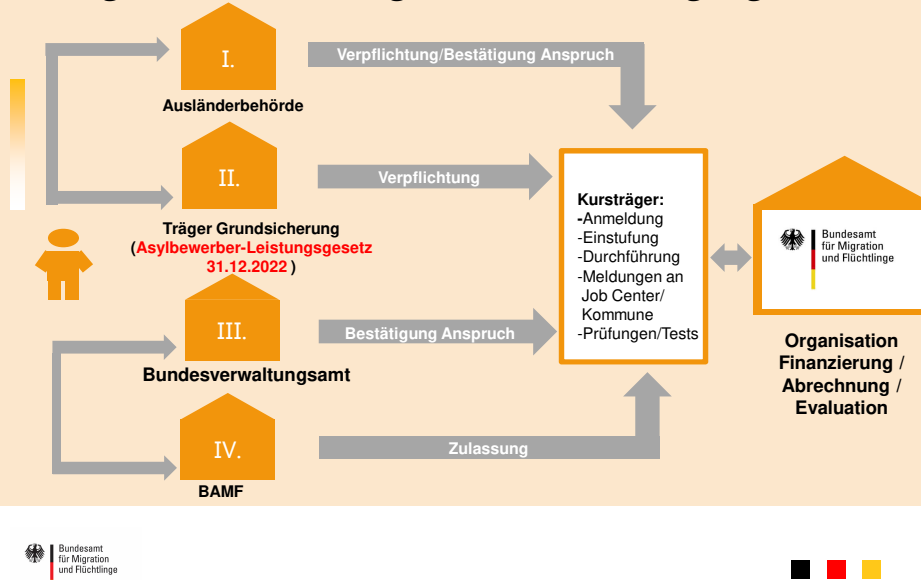 I.
Verpflichtung/Bestätigung Anspruch
Ausländerbehörde
II.
Verpflichtung
Träger Grundsicherung
(Asylbewerber-Leistungsgesetz
31.12.2022 )
III.
Bestätigung Anspruch
Bundesverwaltungsamt
IV.
Zulassung
BAMF
Kursträger:
-Anmeldung
-Einstufung
-Durchführung
-Meldungen an
Job Center/
Kommune
-Prüfungen/Tests
Bundesamt
für Migration
und Flüchtlinge
Organisation
Finanzierung /
Abrechnung /
Evaluation
Bundesamt
für Migration
und Flüchtlinge